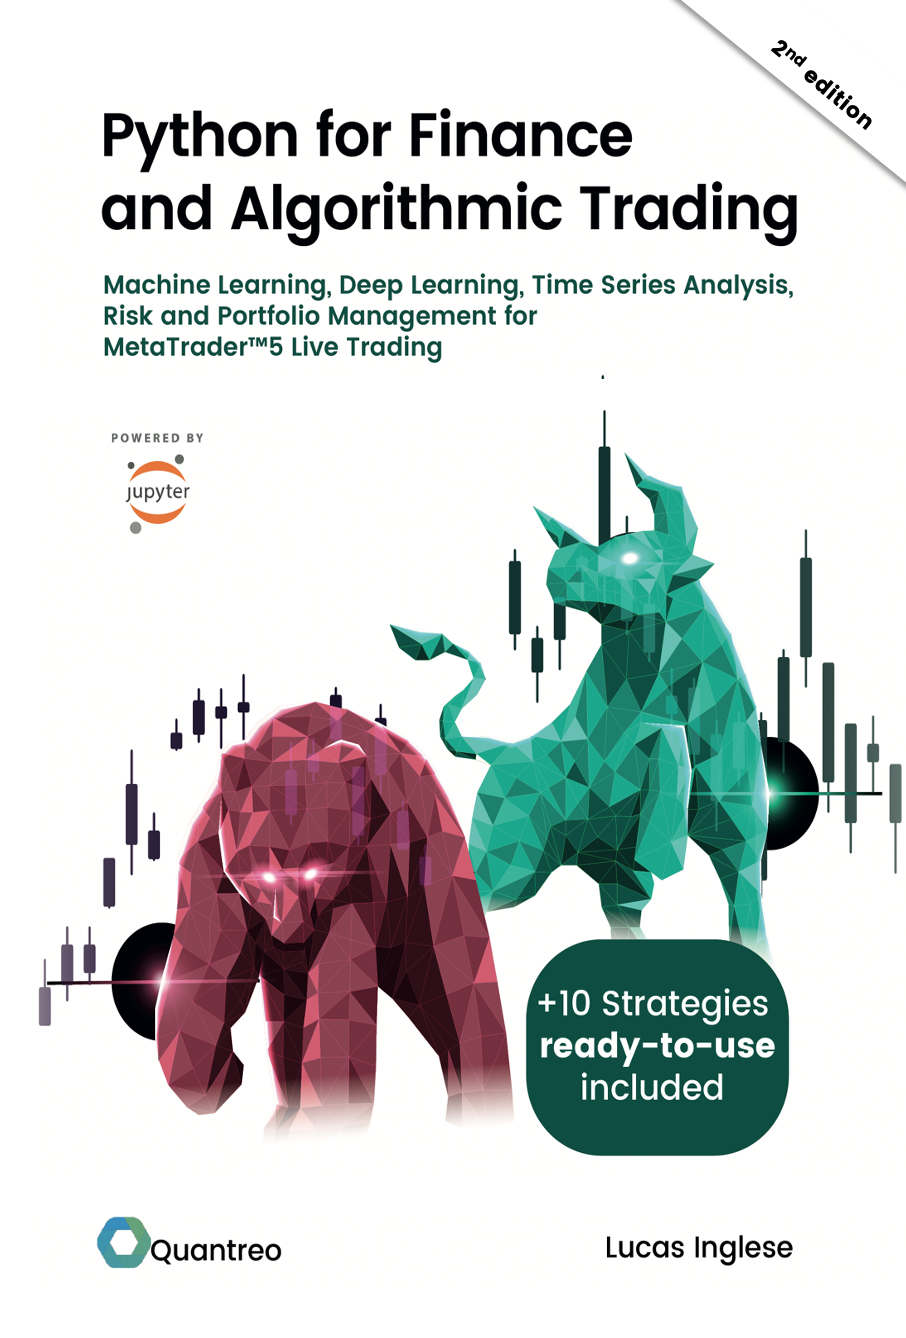 2nd edition
Python for Finance
and Algorithmic Trading
Machine Learning, Deep Learning, Time Series Analysis,
Risk and Portfolio Management for
MetaTrader™5 Live Trading
POWERED BY
jupyter
+10 Strategies
ready-to-use
included
Quantreo
Lucas Inglese